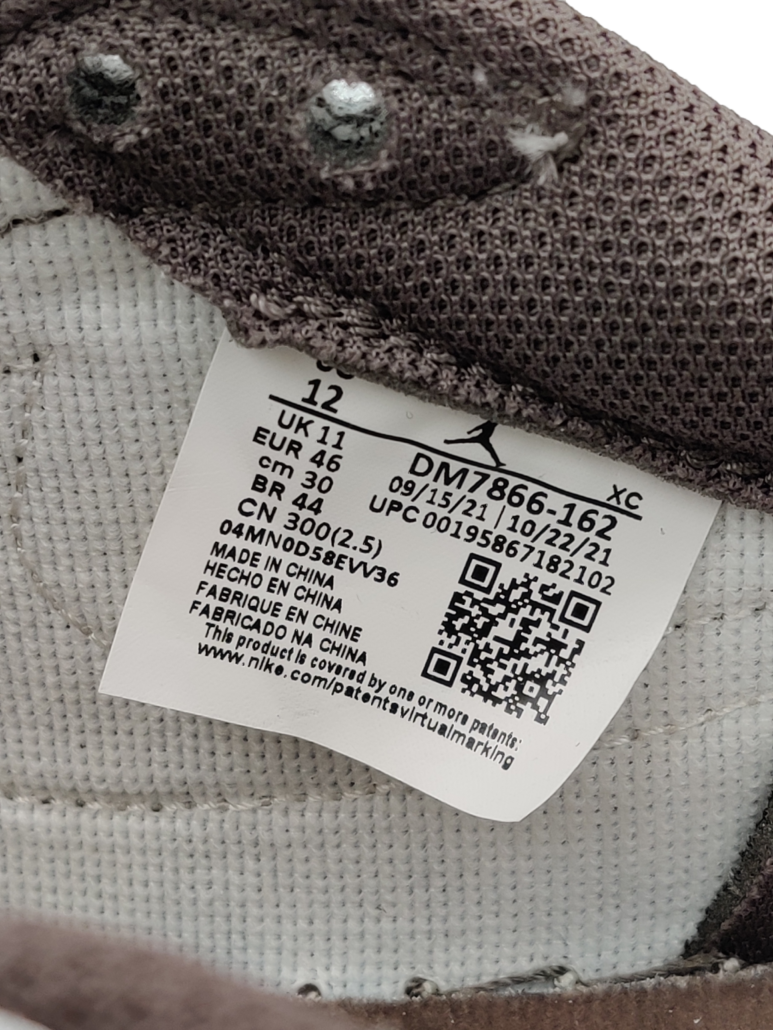 12
UK 11
EUR 46
cm 30
BR 44
CN 300(2.5)
04MN0D58EVV36
MADE IN CHINA
HECHO EN CHINA
FABRIQUE EN CHINE
FABRICADO NA CHINA
XC
DM7866-162
09/15/21 | 10/22/21
UPC 00195867182102
This product is covered by one or more patents:
www.nike.com/patentsvirtualmarking